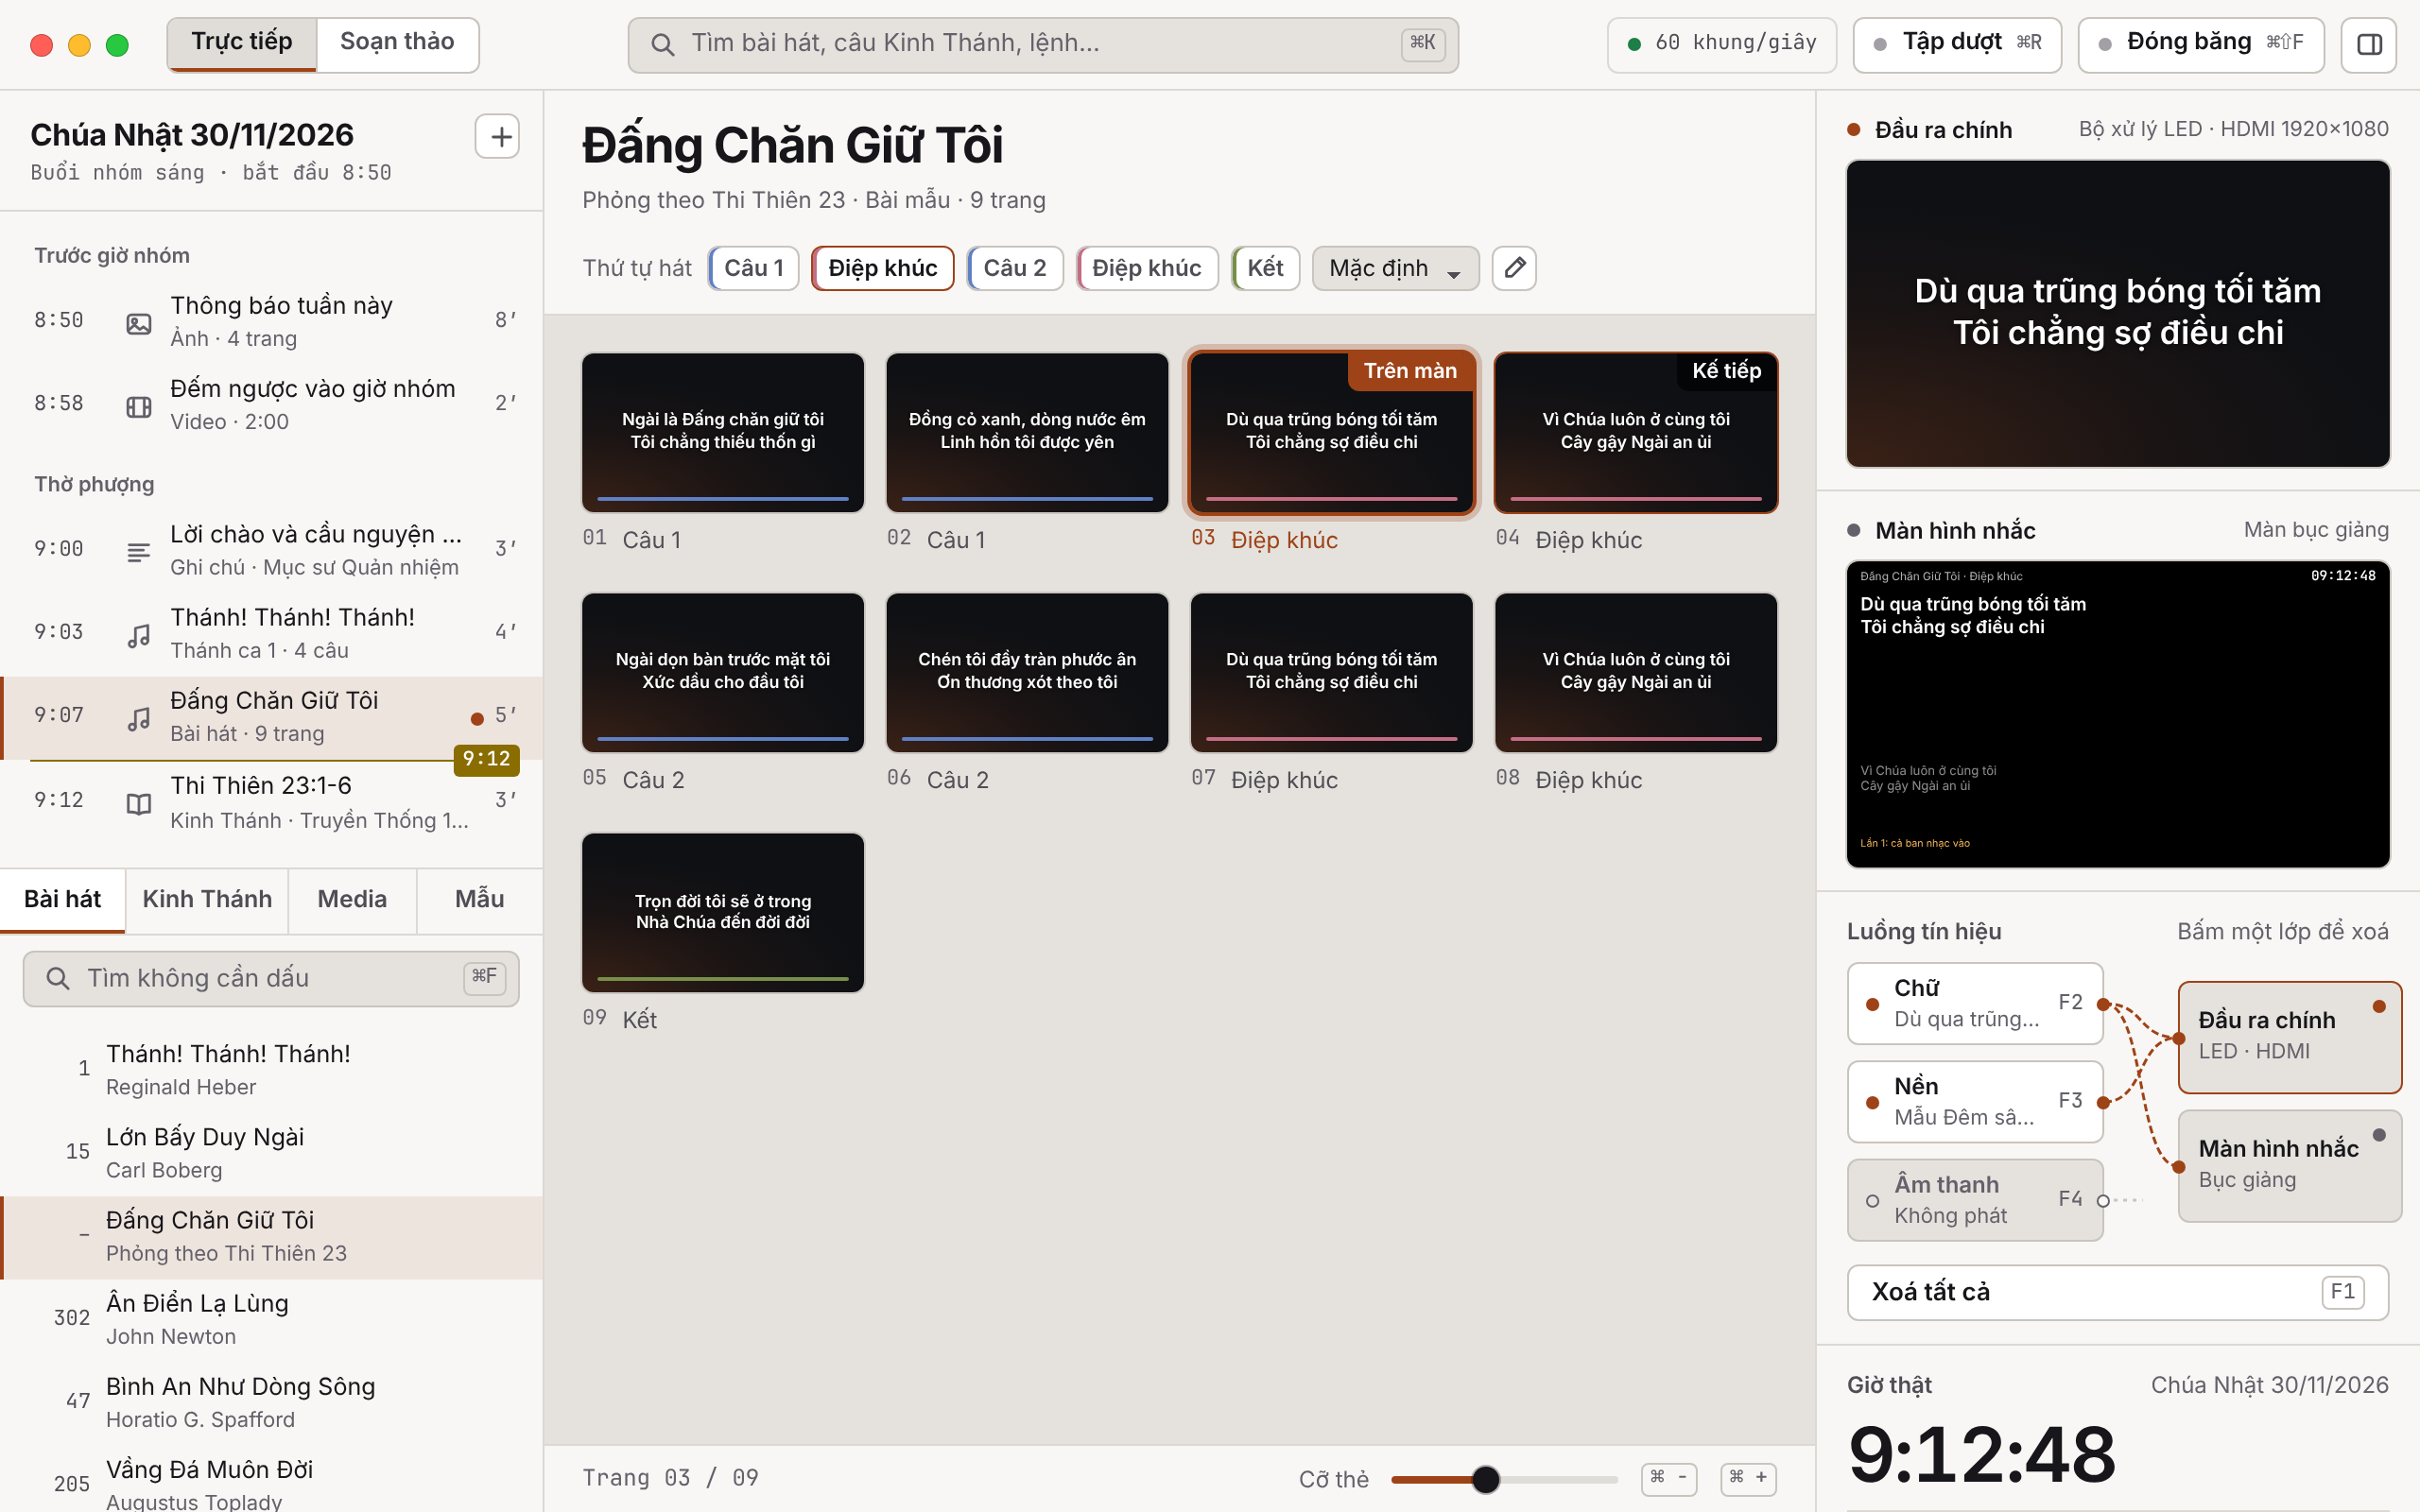 Trực tiếp
Soạn thảo
Tìm bài hát, câu Kinh Thánh, lệnh...
⌘K
60 khung/giây
Tập dượt ⌘R
Đóng băng ⌘⇧F
Chúa Nhật 30/11/2026
Buổi nhóm sáng · bắt đầu 8:50
Trước giờ nhóm
8:50 Thông báo tuần này 8′
Ảnh · 4 trang
8:58 Đếm ngược vào giờ nhóm 2′
Video · 2:00
Thờ phượng
9:00 Lời chào và cầu nguyện ... 3′
Ghi chú · Mục sư Quản nhiệm
9:03 Thánh! Thánh! Thánh! 4′
Thánh ca 1 · 4 câu
9:07 Đấng Chăn Giữ Tôi 5′
Bài hát · 9 trang
9:12
9:12 Thi Thiên 23:1-6 3′
Kinh Thánh · Truyền Thống 1...
Bài hát
Kinh Thánh
Media
Mẫu
Tìm không cần dấu
⌘F
1 Thánh! Thánh! Thánh!
Reginald Heber
15 Lớn Bấy Duy Ngài
Carl Boberg
– Đấng Chăn Giữ Tôi
Phỏng theo Thi Thiên 23
302 Ân Điển Lạ Lùng
John Newton
47 Bình An Như Dòng Sông
Horatio G. Spafford
205 Vầng Đá Muôn Đời
Augustus Toplady
Đấng Chăn Giữ Tôi
Phỏng theo Thi Thiên 23 · Bài mẫu · 9 trang
Thứ tự hát
Câu 1
Điệp khúc
Câu 2
Điệp khúc
Kết
Mặc định
Ngài là Đấng chăn giữ tôi
Tôi chẳng thiếu thốn gì
01 Câu 1
Đồng cỏ xanh, dòng nước êm
Linh hồn tôi được yên
02 Câu 1
Trên màn
Dù qua trũng bóng tối tăm
Tôi chẳng sợ điều chi
03 Điệp khúc
Kế tiếp
Vì Chúa luôn ở cùng tôi
Cây gậy Ngài an ủi
04 Điệp khúc
Ngài dọn bàn trước mặt tôi
Xức dầu cho đầu tôi
05 Câu 2
Chén tôi đầy tràn phước ân
Ơn thương xót theo tôi
06 Câu 2
Dù qua trũng bóng tối tăm
Tôi chẳng sợ điều chi
07 Điệp khúc
Vì Chúa luôn ở cùng tôi
Cây gậy Ngài an ủi
08 Điệp khúc
Trọn đời tôi sẽ ở trong
Nhà Chúa đến đời đời
09 Kết
Trang 03 / 09
Cỡ thẻ
⌘ -
⌘ +
Đầu ra chính
Bộ xử lý LED · HDMI 1920×1080
Dù qua trũng bóng tối tăm
Tôi chẳng sợ điều chi
Màn hình nhắc
Màn bục giảng
Đấng Chăn Giữ Tôi · Điệp khúc
09:12:48
Dù qua trũng bóng tối tăm
Tôi chẳng sợ điều chi
Vì Chúa luôn ở cùng tôi
Cây gậy Ngài an ủi
Lần 1: cả ban nhạc vào
Luồng tín hiệu
Bấm một lớp để xoá
Chữ F2
Dù qua trũng...
Nền F3
Mẫu Đêm sâ...
Âm thanh F4
Không phát
Đầu ra chính
LED · HDMI
Màn hình nhắc
Bục giảng
Xoá tất cả F1
Giờ thật
Chúa Nhật 30/11/2026
9:12:48